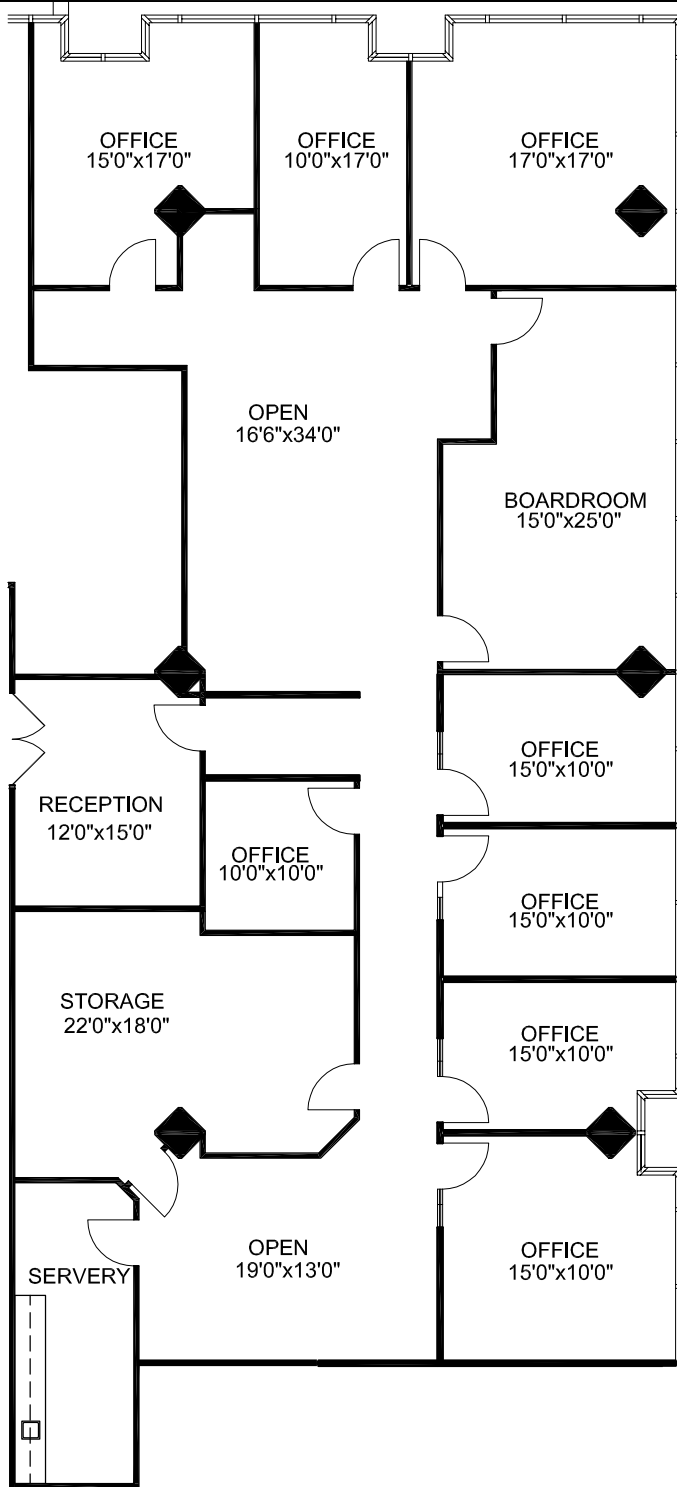 OFFICE
15'0"x17'0"
OFFICE
10'0"x17'0"
OFFICE
17'0"x17'0"
OPEN
16'6"x34'0"
BOARDROOM
15'0"x25'0"
OFFICE
15'0"x10'0"
RECEPTION
12'0"x15'0"
OFFICE
10'0"x10'0"
OFFICE
15'0"x10'0"
STORAGE
22'0"x18'0"
OFFICE
15'0"x10'0"
OPEN
19'0"x13'0"
OFFICE
15'0"x10'0"
SERVERY